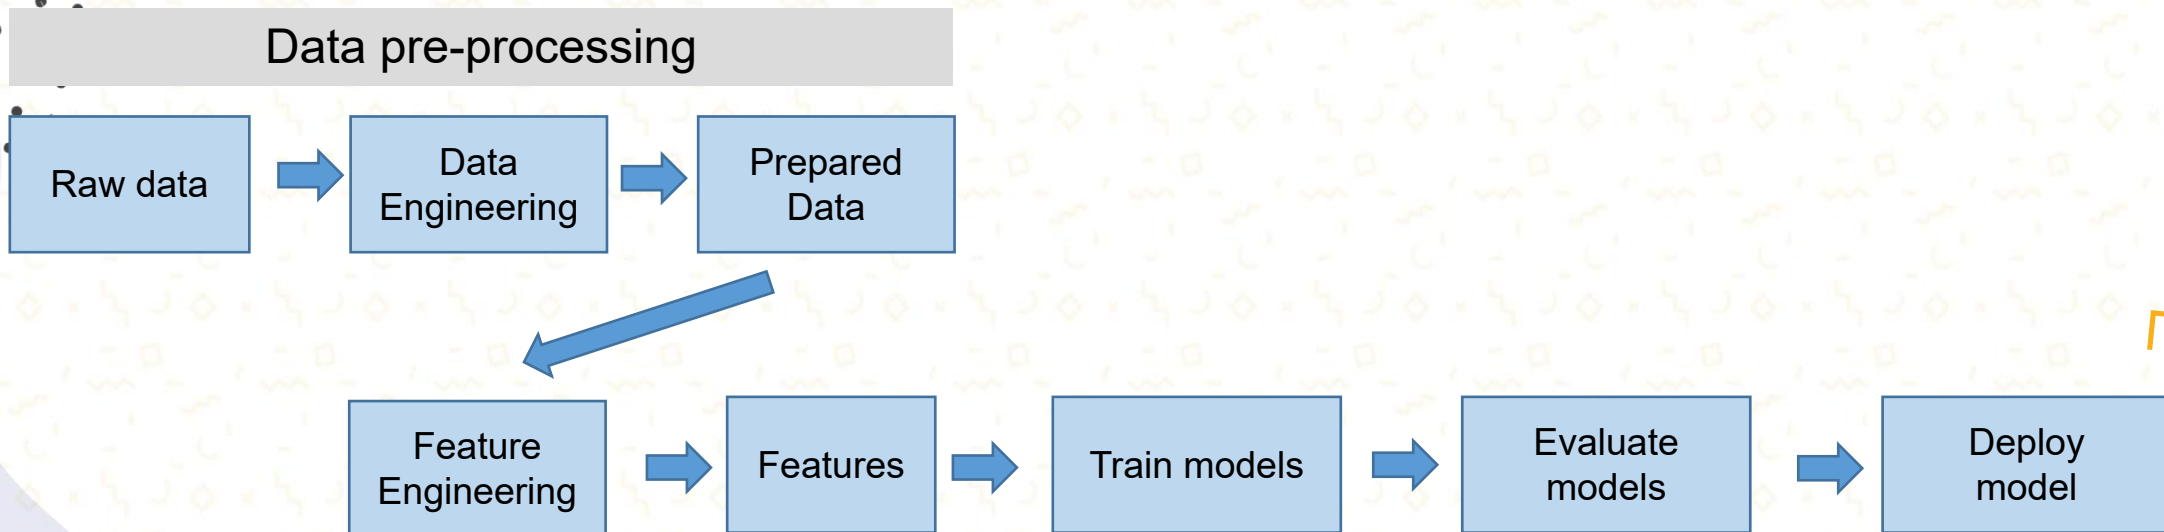 Data pre-processing
Raw data
Data
Engineering
Prepared
Data
Feature
Engineering
Features
Train models
Evaluate
models
Deploy
model